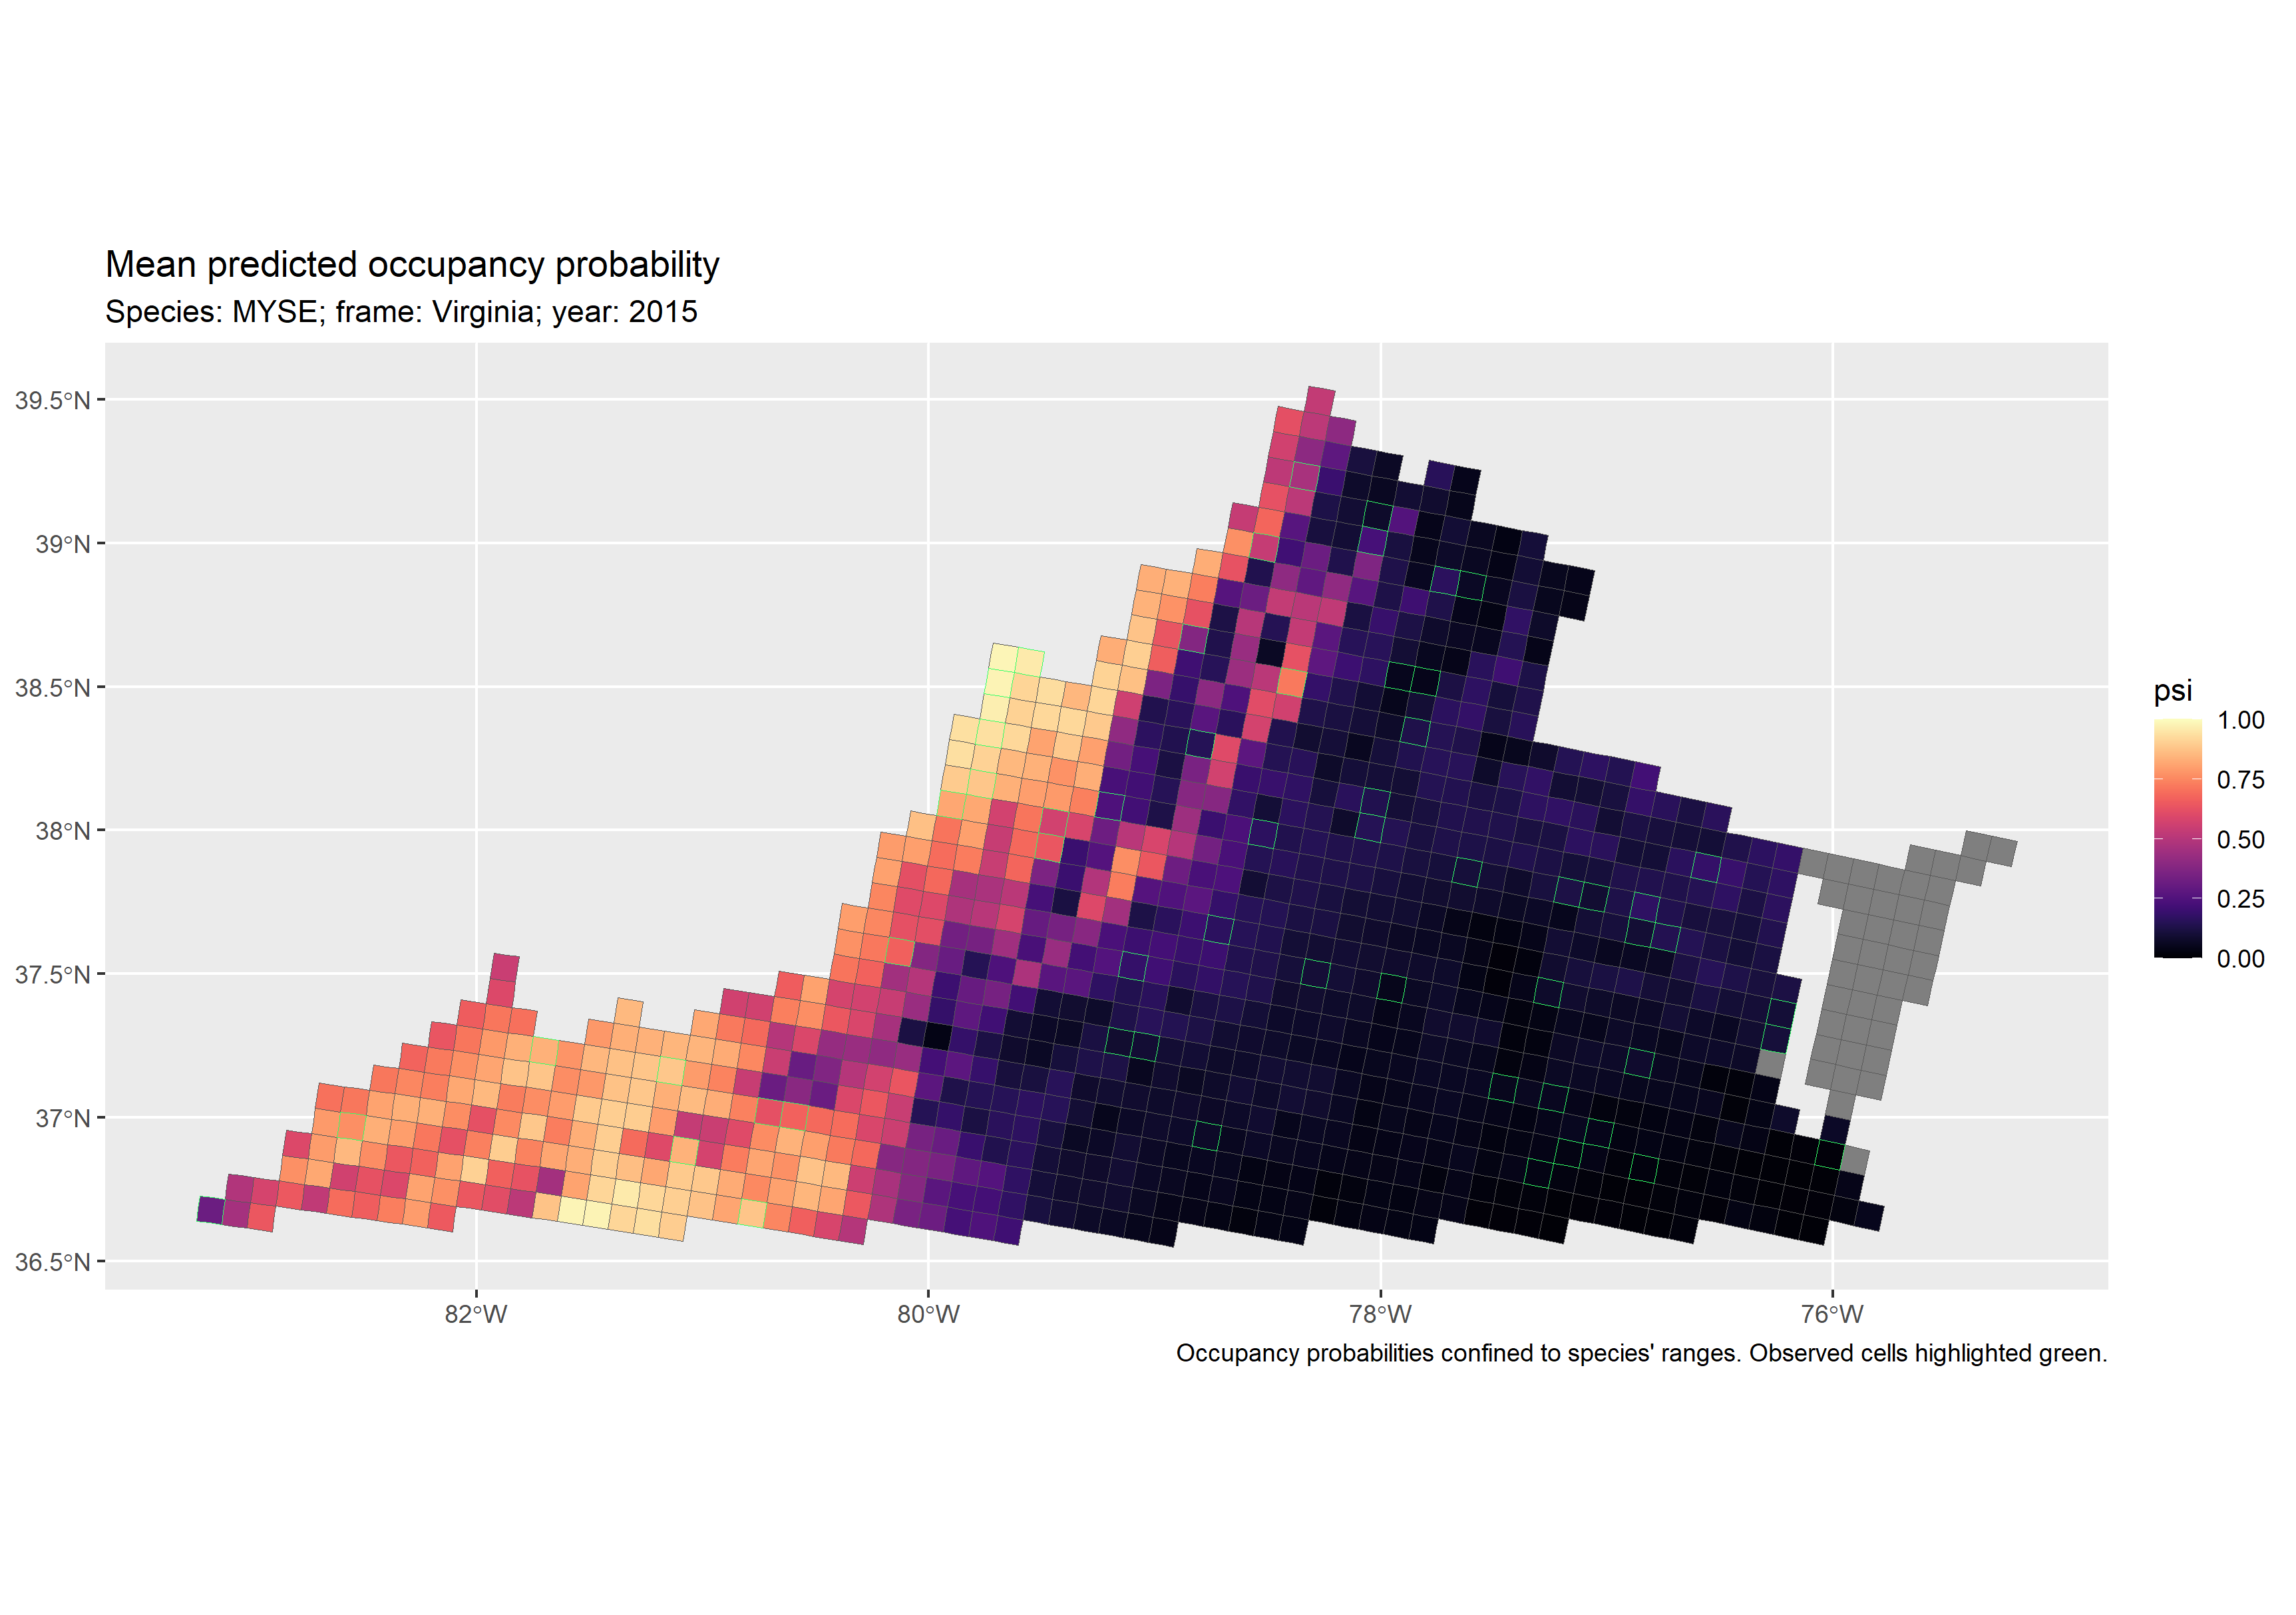 Mean predicted occupancy probability
Species: MYSE; frame: Virginia; year: 2015
39.5°N
39°N
38.5°N
38°N
37.5°N
37°N
36.5°N
82°W
80°W
78°W
76°W
psi
1.00
0.75
0.50
0.25
0.00
Occupancy probabilities confined to species' ranges. Observed cells highlighted green.